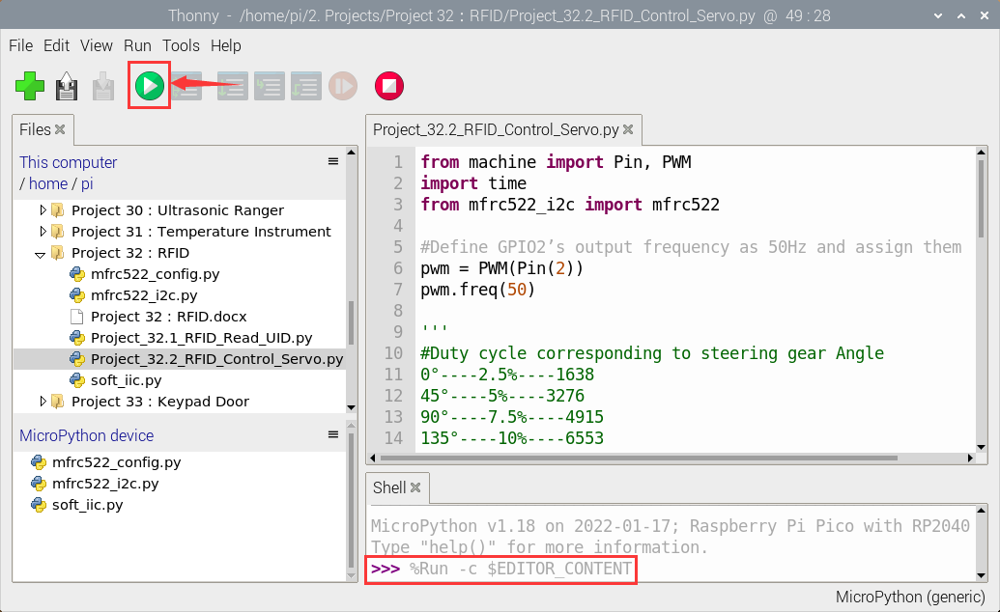 Thonny - /home/pi/2. Projects/Project 32 : RFID/Project_32.2_RFID_Control_Servo.py @ 49 : 28
File Edit View Run Tools Help
Files
This computer
/ home / pi
Project 30 : Ultrasonic Ranger
Project 31 : Temperature Instrument
Project 32 : RFID
mfrc522_config.py
mfrc522_i2c.py
Project 32 : RFID.docx
Project_32.1_RFID_Read_UID.py
Project_32.2_RFID_Control_Servo.py
soft_iic.py
Project 33 : Keypad Door
MicroPython device
mfrc522_config.py
mfrc522_i2c.py
soft_iic.py
Project_32.2_RFID_Control_Servo.py
1 from machine import Pin, PWM
2 import time
3 from mfrc522_i2c import mfrc522
4
5 #Define GPIO2’s output frequency as 50Hz and assign them
6 pwm = PWM(Pin(2))
7 pwm.freq(50)
8
9 '''
10 #Duty cycle corresponding to steering gear Angle
11 0°----2.5%----1638
12 45°----5%----3276
13 90°----7.5%----4915
14 135°----10%----6553
Shell
MicroPython v1.18 on 2022-01-17; Raspberry Pi Pico with RP2040
Type "help()" for more information.
>>> %Run -c $EDITOR_CONTENT
MicroPython (generic)